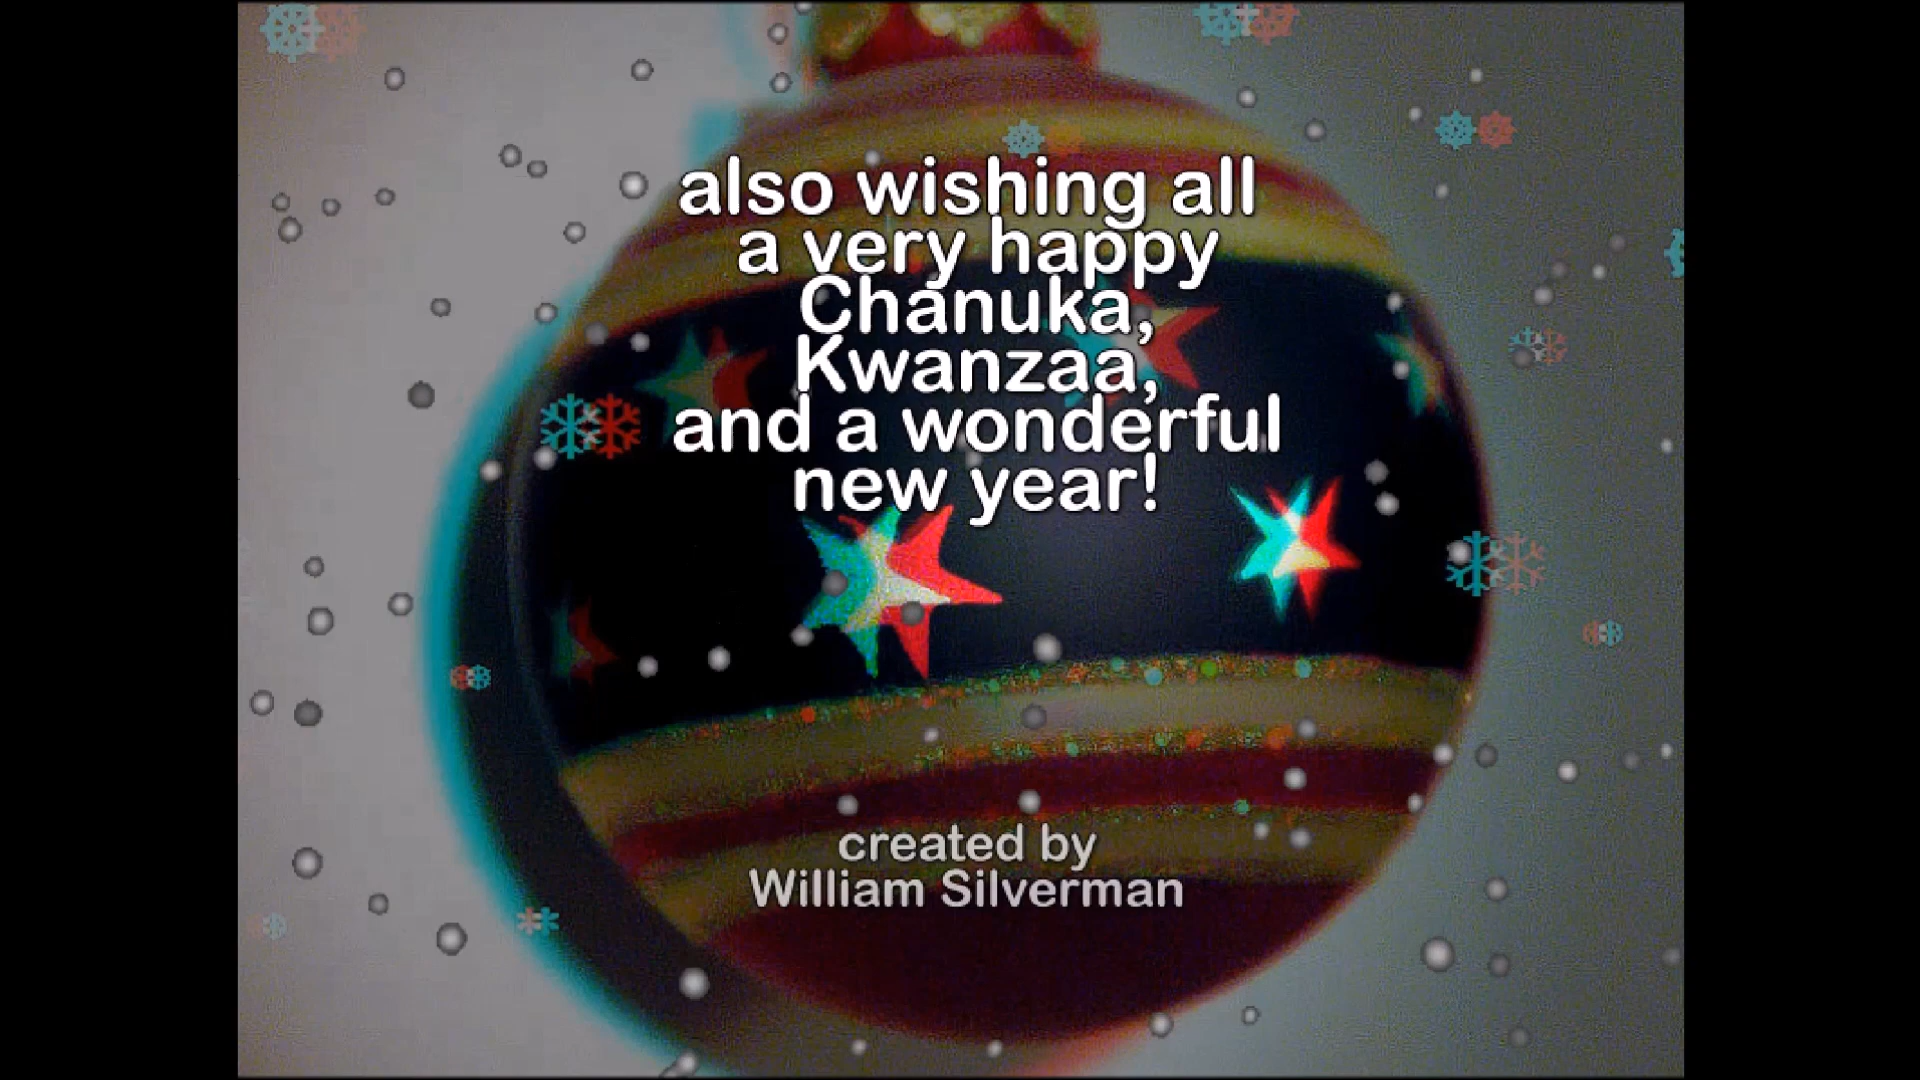 also wishing all
a very happy
Chanuka,
Kwanzaa,
and a wonderful
new year!
created by
William Silverman